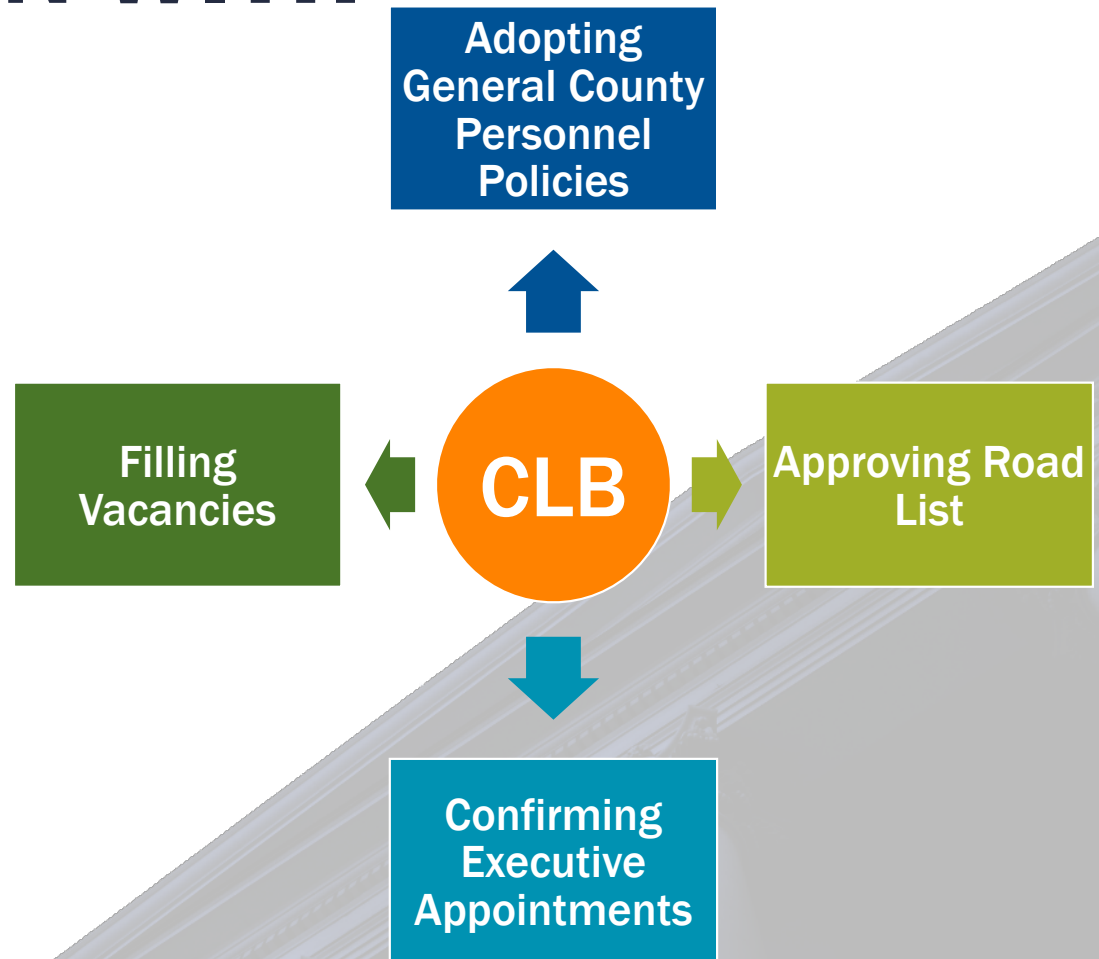 Adopting
General County
Personnel
Policies
Filling
Vacancies
CLB
Approving Road
List
Confirming
Executive
Appointments